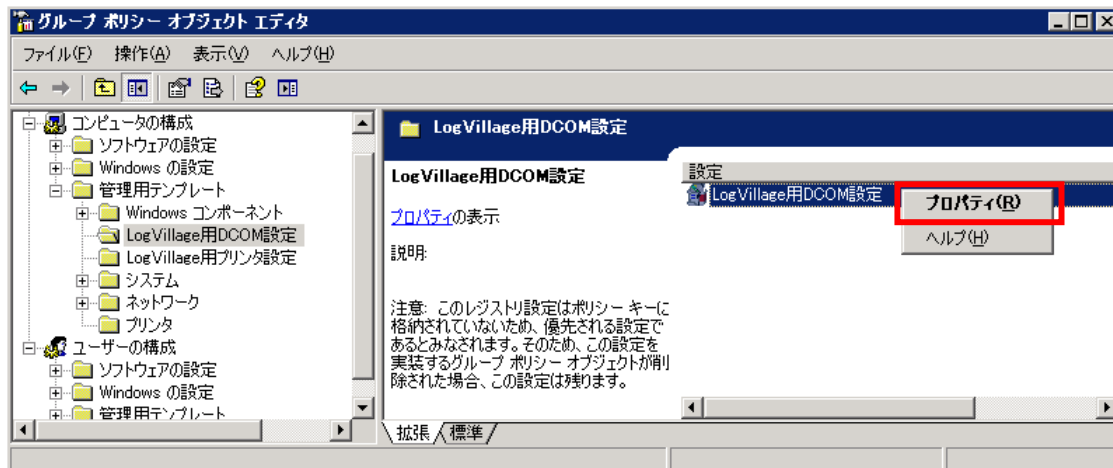 グループ ポリシー オブジェクト エディタ
ファイル(F) 操作(A) 表示(V) ヘルプ(H)
コンピュータの構成
ソフトウェアの設定
Windows の設定
管理用テンプレート
Windows コンポーネント
LogVillage用DCOM設定
LogVillage用プリンタ設定
システム
ネットワーク
プリンタ
ユーザーの構成
ソフトウェアの設定
Windows の設定
管理用テンプレート
LogVillage用DCOM設定
LogVillage用DCOM設定
プロパティの表示
説明:
注意: このレジストリ設定はポリシー キーに
格納されていないため、優先される設定で
あるとみなされます。そのため、この設定を
実装するグループ ポリシー オブジェクトが削
除された場合、この設定は残ります。
設定
LogVillage用DCOM設定
プロパティ(R)
ヘルプ(H)
拡張 標準